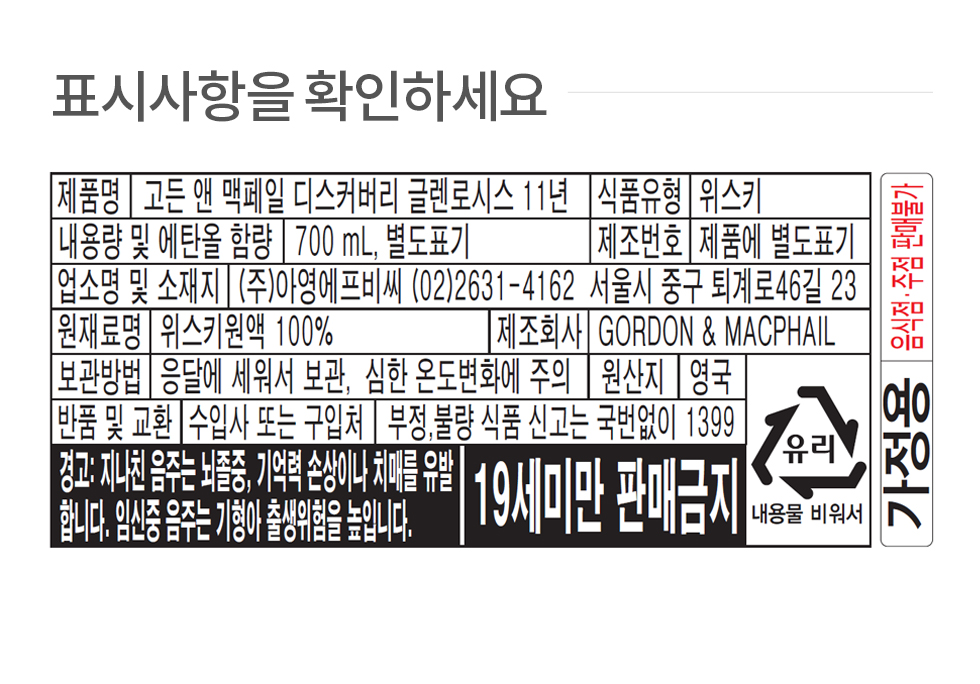 표시사항을 확인하세요
제품명 고든 앤 맥페일 디스커버리 글렌로시스 11년 식품유형 위스키
내용량 및 에탄올 함량 700 mL, 별도표기 제조번호 제품에 별도표기
업소명 및 소재지 (주)아영에프비씨 (02)2631-4162 서울시 중구 퇴계로46길 23
원재료명 위스키원액 100% 제조회사 GORDON & MACPHAIL
보관방법 응달에 세워서 보관, 심한 온도변화에 주의 원산지 영국
반품 및 교환 수입사 또는 구입처 부정,불량 식품 신고는 국번없이 1399
경고: 지나친 음주는 뇌졸중, 기억력 손상이나 치매를 유발
합니다. 임신중 음주는 기형아 출생위험을 높입니다.
19세미만 판매금지
유리
내용물 비워서
음식점·주점 판매불가
가정용